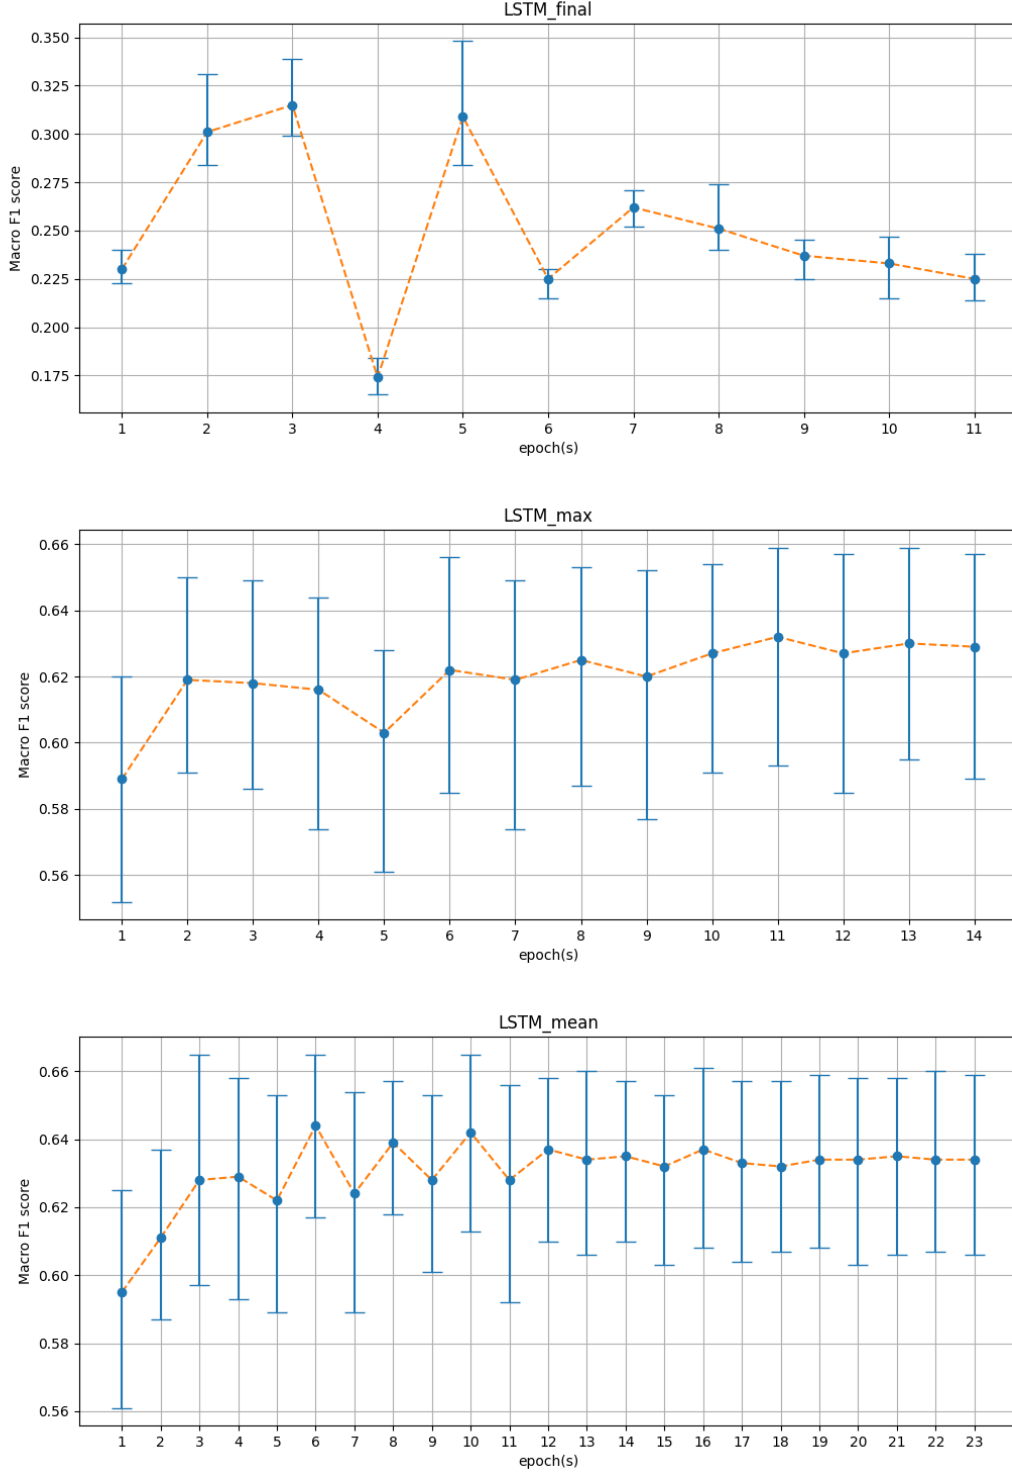 LSTM_final
0.350
0.325
0.300
0.275
0.250
0.225
0.200
0.175
Macro F1 score
1 2 3 4 5 6 7 8 9 10 11
epoch(s)
LSTM_max
0.66
0.64
0.62
0.60
0.58
0.56
Macro F1 score
1 2 3 4 5 6 7 8 9 10 11 12 13 14
epoch(s)
LSTM_mean
0.66
0.64
0.62
0.60
0.58
0.56
Macro F1 score
1 2 3 4 5 6 7 8 9 10 11 12 13 14 15 16 17 18 19 20 21 22 23
epoch(s)